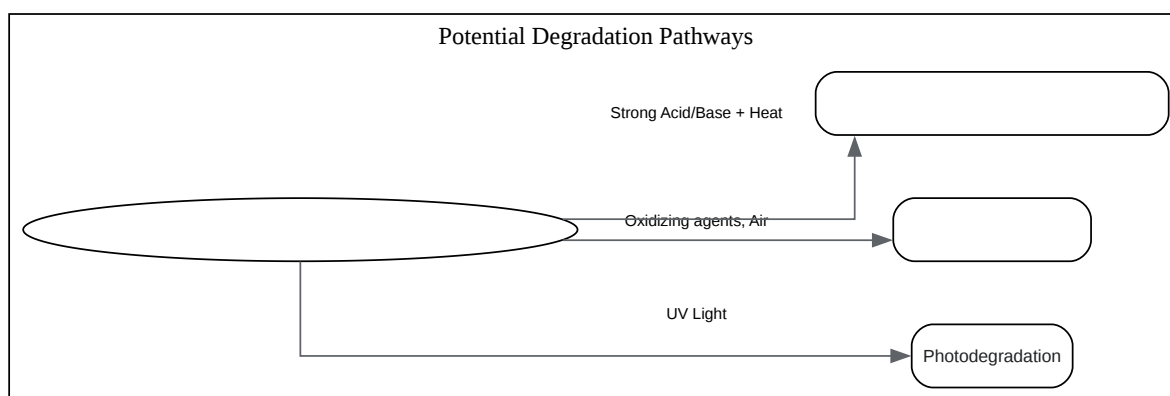 Potential Degradation Pathways
Strong Acid/Base + Heat
Oxidizing agents, Air
UV Light
Photodegradation